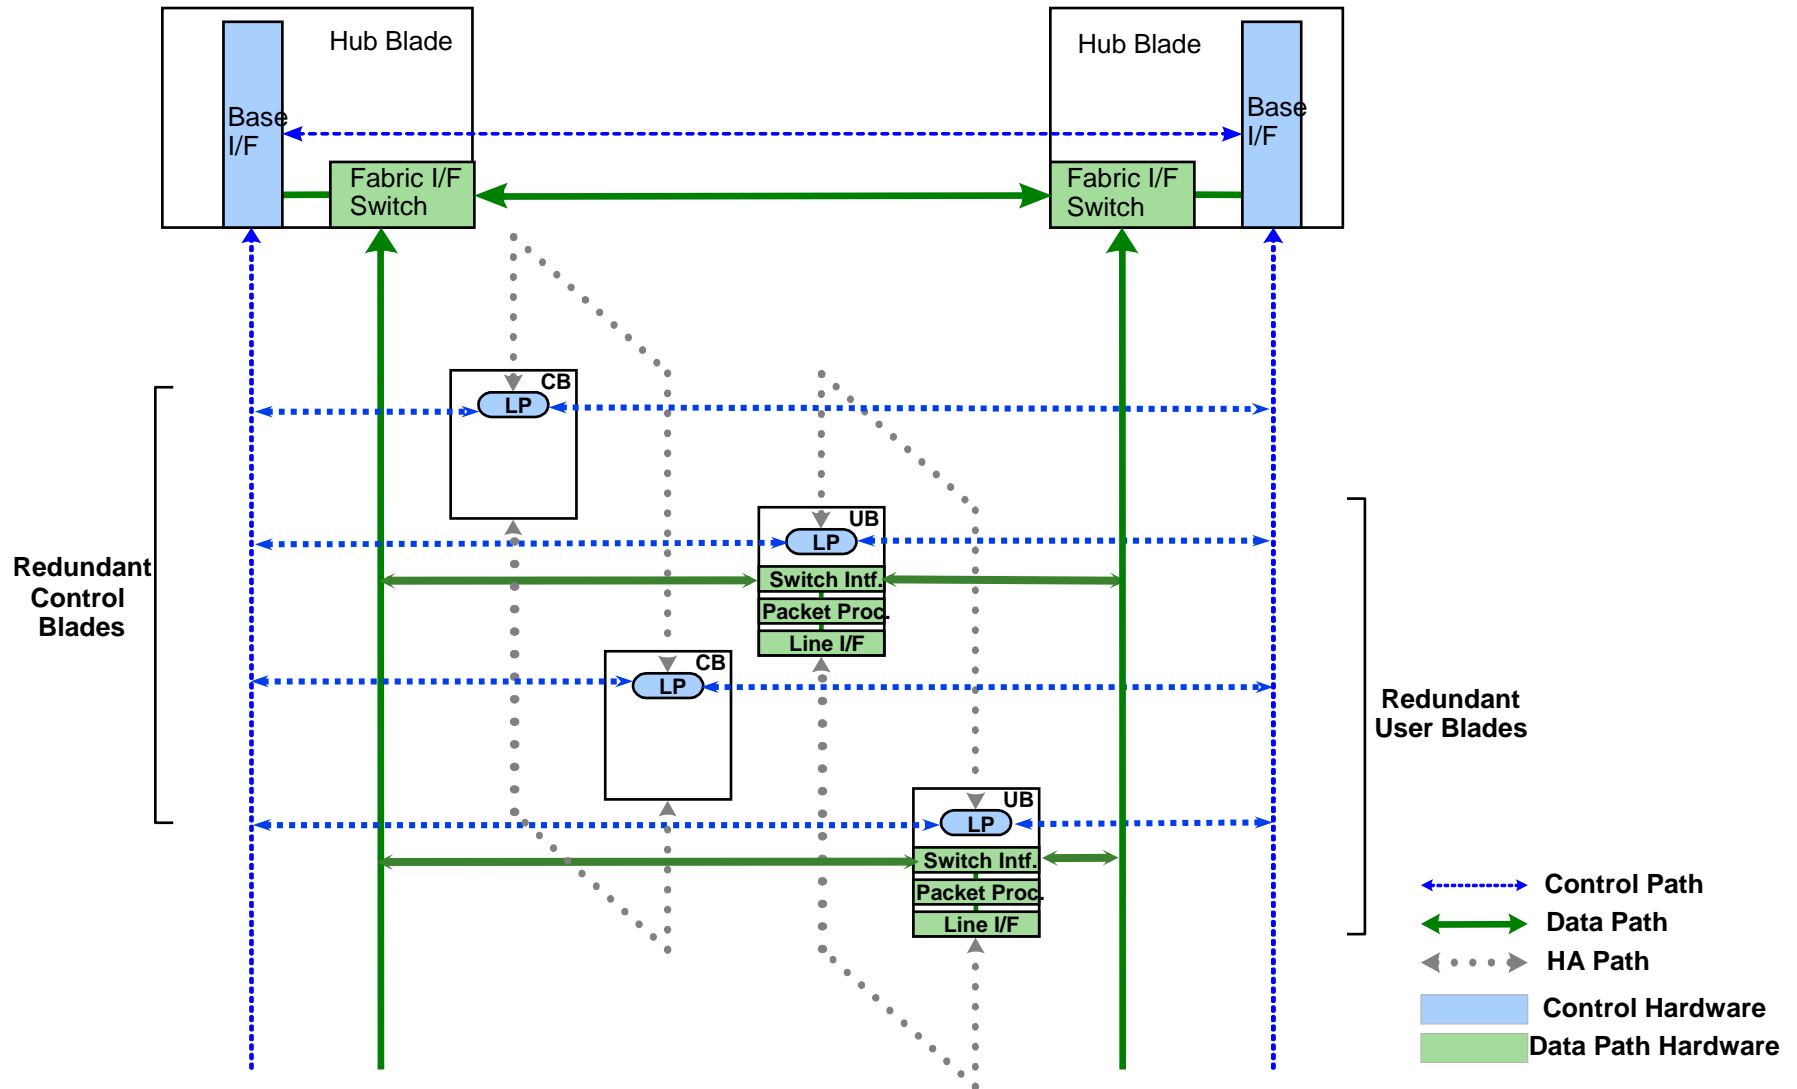 Hub Blade
Hub Blade
Base
I/F
Base
I/F
Fabric I/F
Switch
Fabric I/F
Switch
CB
LP
UB
LP
Switch Intf.
Packet Proc.
Line I/F
Redundant
Control
Blades
CB
LP
Redundant
User Blades
UB
LP
Switch Intf.
Packet Proc.
Line I/F
Control Path
Data Path
HA Path
Control Hardware
Data Path Hardware